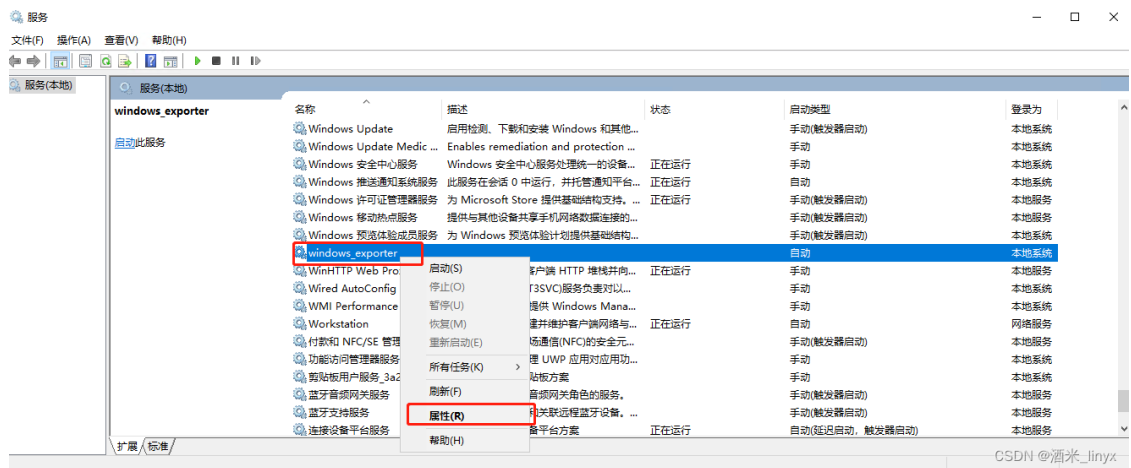 服务
文件(F) 操作(A) 查看(V) 帮助(H)
服务(本地)
服务(本地)
windows_exporter
启动此服务
名称 描述 状态 启动类型 登录为
Windows Update 启用检测、下载和安装 Windows 和其他... 手动(触发器启动) 本地系统
Windows Update Medic ... Enables remediation and protection ... 手动 本地系统
Windows 安全中心服务 Windows 安全中心服务处理统一的设备... 正在运行 手动 本地系统
Windows 推送通知系统服务 此服务在会话 0 中运行，并托管通知平台... 正在运行 自动 本地系统
Windows 许可证管理器服务 为 Microsoft Store 提供基础结构支持。... 正在运行 手动(触发器启动) 本地服务
Windows 移动热点服务 提供与其他设备共享手机网络数据连接的... 手动(触发器启动) 本地服务
Windows 预览体验成员服务 为 Windows 预览体验计划提供基础结构... 手动(触发器启动) 本地系统
windows_exporter 自动 本地系统
WinHTTP Web Pro 客户端 HTTP 堆栈并向... 正在运行 手动 本地服务
Wired AutoConfig T3SVC)服务负责对以... 手动 本地系统
WMI Performance 提供 Windows Mana... 手动 本地系统
Workstation 建并维护客户端网络与... 正在运行 自动 网络服务
付款和 NFC/SE 管理 场通信(NFC)的安全元... 手动(触发器启动) 本地服务
功能访问管理器服务 理 UWP 应用对应用功... 手动 本地系统
剪贴板用户服务_3a2 贴板方案 手动 本地系统
蓝牙音频网关服务 音频网关角色的服务。 手动(触发器启动) 本地服务
蓝牙支持服务 和关联远程蓝牙设备。... 手动(触发器启动) 本地服务
连接设备平台服务 备平台方案 正在运行 自动(延迟启动，触发器启动) 本地服务
启动(S)
停止(O)
暂停(U)
恢复(M)
重新启动(E)
所有任务(K)
刷新(F)
属性(R)
帮助(H)
扩展 标准
CSDN @酒米_linyx